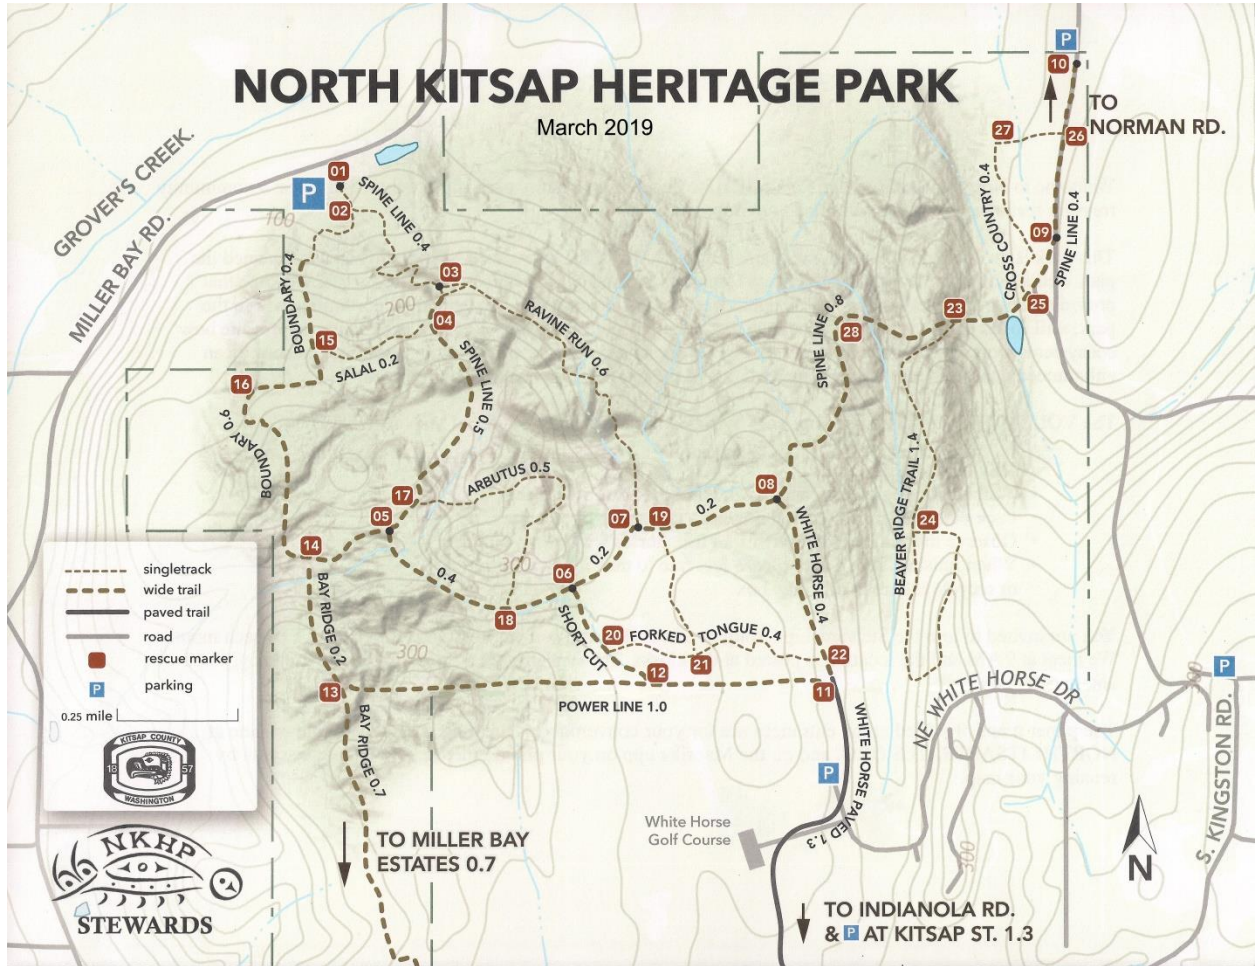 NORTH KITSAP HERITAGE PARK
March 2019
P
10
TO
NORMAN RD.
27
26
GROVER'S CREEK.
MILLER BAY RD.
01
P
02
SPINE LINE 0.4
100
CROSS COUNTRY 0.4
09
SPINE LINE 0.4
BOUNDARY 0.4
03
200
04
RAVINE RUN 0.6
SPINE LINE 0.8
28
23
25
15
SALAL 0.2
SPINE LINE 0.5
16
BOUNDARY 0.6
ARBUTUS 0.5
17
05
07
19
0.2
08
WHITE HORSE 0.4
BEAVER RIDGE TRAIL 1.4
24
14
300
06
0.2
0.4
BAY RIDGE 0.2
18
SHORT CUT
20
FORKED TONGUE 0.4
21
22
300
13
12
11
POWER LINE 1.0
BAY RIDGE 0.7
WHITE HORSE PAVED 1.3
P
NE WHITE HORSE DR
P
300
S. KINGSTON RD.
300
White Horse
Golf Course
N
singletrack
wide trail
paved trail
road
rescue marker
P
parking
0.25 mile
KITSAP COUNTY
18 57
WASHINGTON
NKHP
STEWARDS
TO MILLER BAY
ESTATES 0.7
TO INDIANOLA RD.
& P AT KITSAP ST. 1.3